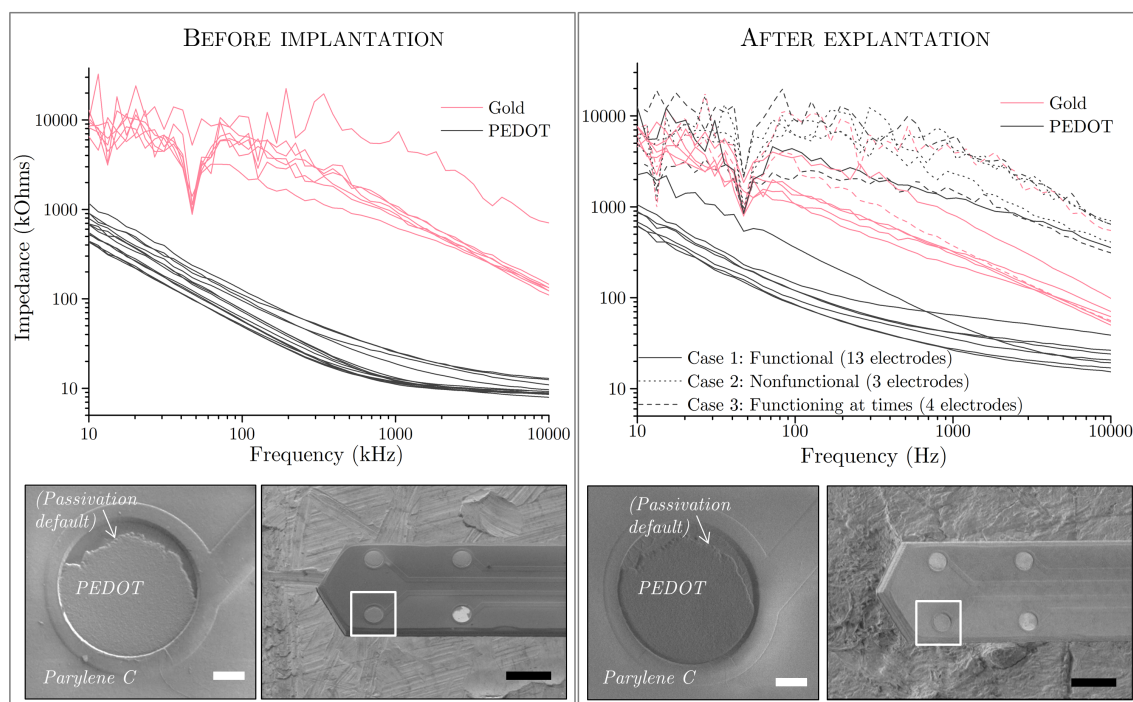 BEFORE IMPLANTATION
Gold
PEDOT
10000
1000
100
10
Impedance (kOhms)
10
100
1000
10000
Frequency (kHz)
(Passivation
default)
PEDOT
Parylene C
AFTER EXPLANTATION
Gold
PEDOT
10000
1000
100
10
Case 1: Functional (13 electrodes)
Case 2: Nonfunctional (3 electrodes)
Case 3: Functioning at times (4 electrodes)
10
100
1000
10000
Frequency (Hz)
(Passivation
default)
PEDOT
Parylene C